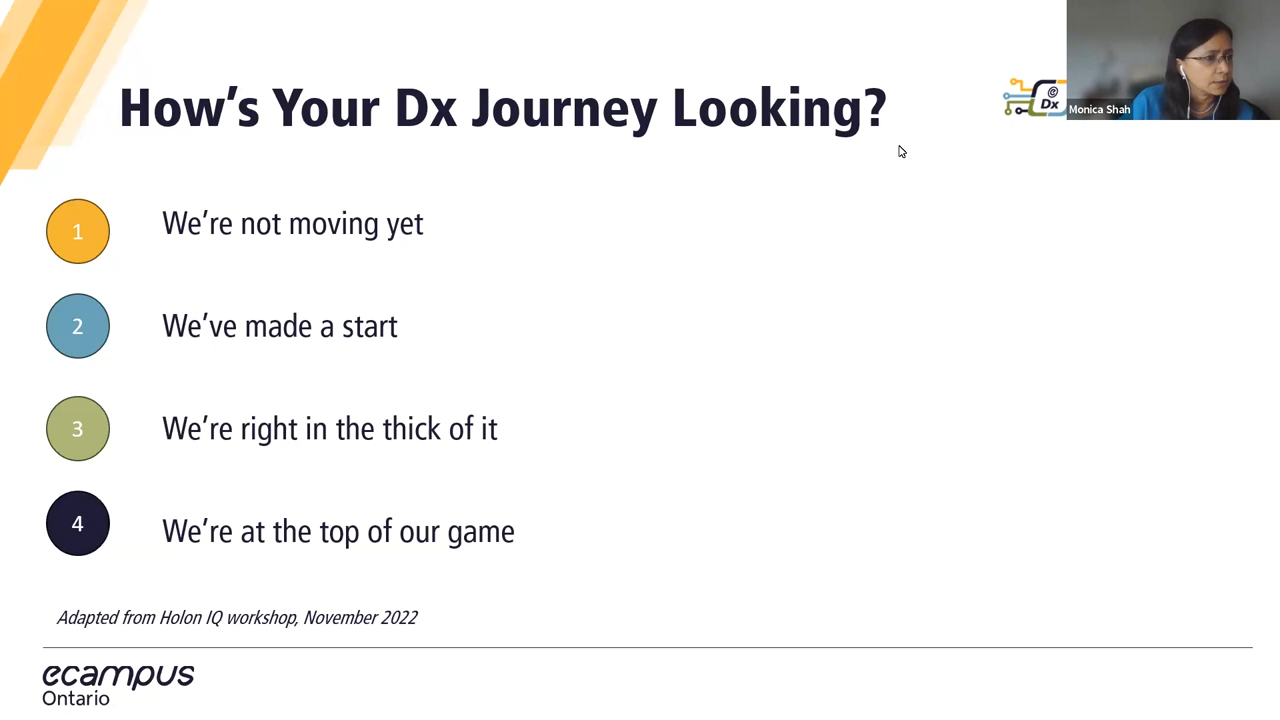 How's Your Dx Journey Looking?
@
Dx
Monica Shah
1
We're not moving yet
2
We've made a start
3
We're right in the thick of it
4
We're at the top of our game
Adapted from Holon IQ workshop, November 2022
ecampus
Ontario